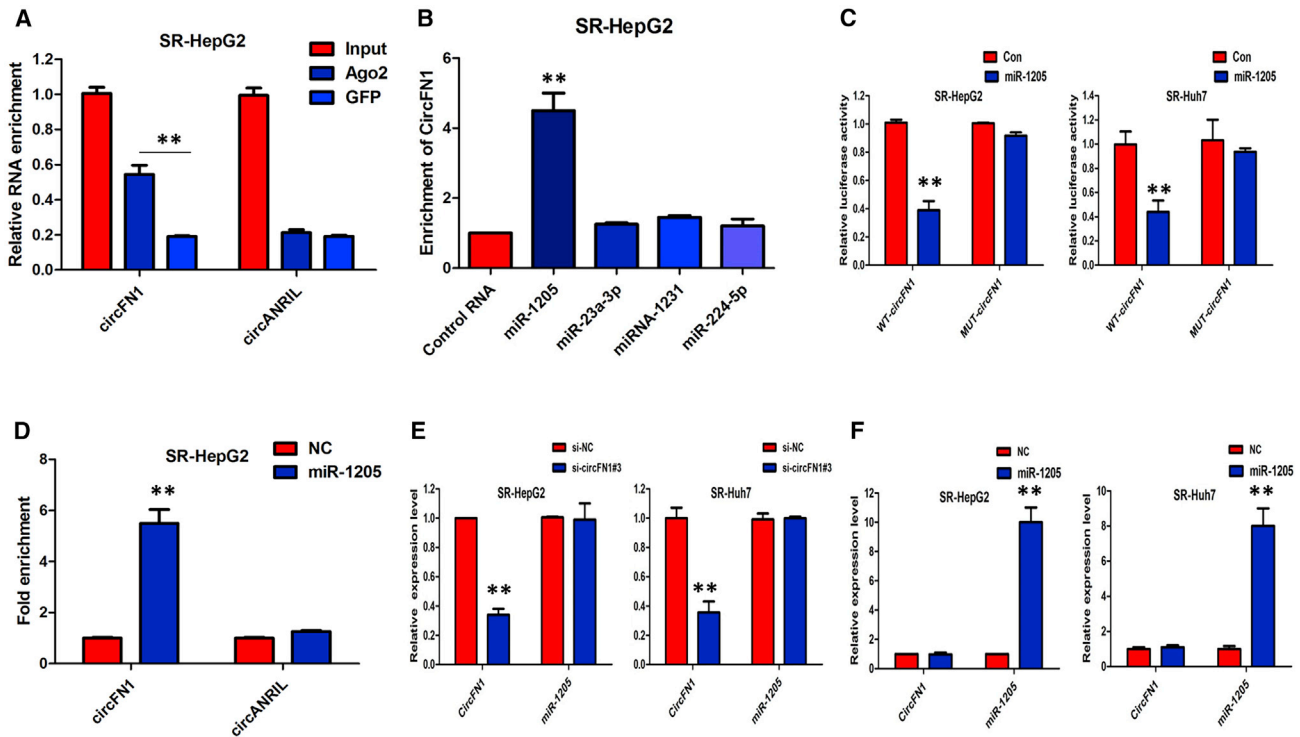 A
SR-HepG2
Input
Ago2
GFP
Relative RNA enrichment
1.2
1.0
0.8
0.6
0.4
0.2
0.0
**
circFN1
circANRIL
B
SR-HepG2
Enrichment of CircFN1
6
4
2
0
**
Control RNA
miR-1205
miR-23a-3p
miRNA-1231
miR-224-5p
C
Con
miR-1205
SR-HepG2
Relative luciferase activity
1.2
1.0
0.8
0.6
0.4
0.2
0.0
**
WT-circFN1
MUT-circFN1
Con
miR-1205
SR-Huh7
Relative luciferase activity
1.2
1.0
0.8
0.6
0.4
0.2
0.0
**
WT-circFN1
MUT-circFN1
D
SR-HepG2
NC
miR-1205
Fold enrichment
8
6
4
2
0
**
circFN1
circANRIL
E
si-NC
si-circFN1#3
SR-HepG2
Relative expression level
1.2
1.0
0.8
0.6
0.4
0.2
0.0
**
CircFN1
miR-1205
si-NC
si-circFN1#3
SR-Huh7
Relative expression level
1.2
1.0
0.8
0.6
0.4
0.2
0.0
**
CircFN1
miR-1205
F
NC
miR-1205
SR-HepG2
Relative expression level
12
10
8
6
4
2
0
**
CircFN1
miR-1205
NC
miR-1205
SR-Huh7
Relative expression level
10
8
6
4
2
0
**
CircFN1
miR-1205